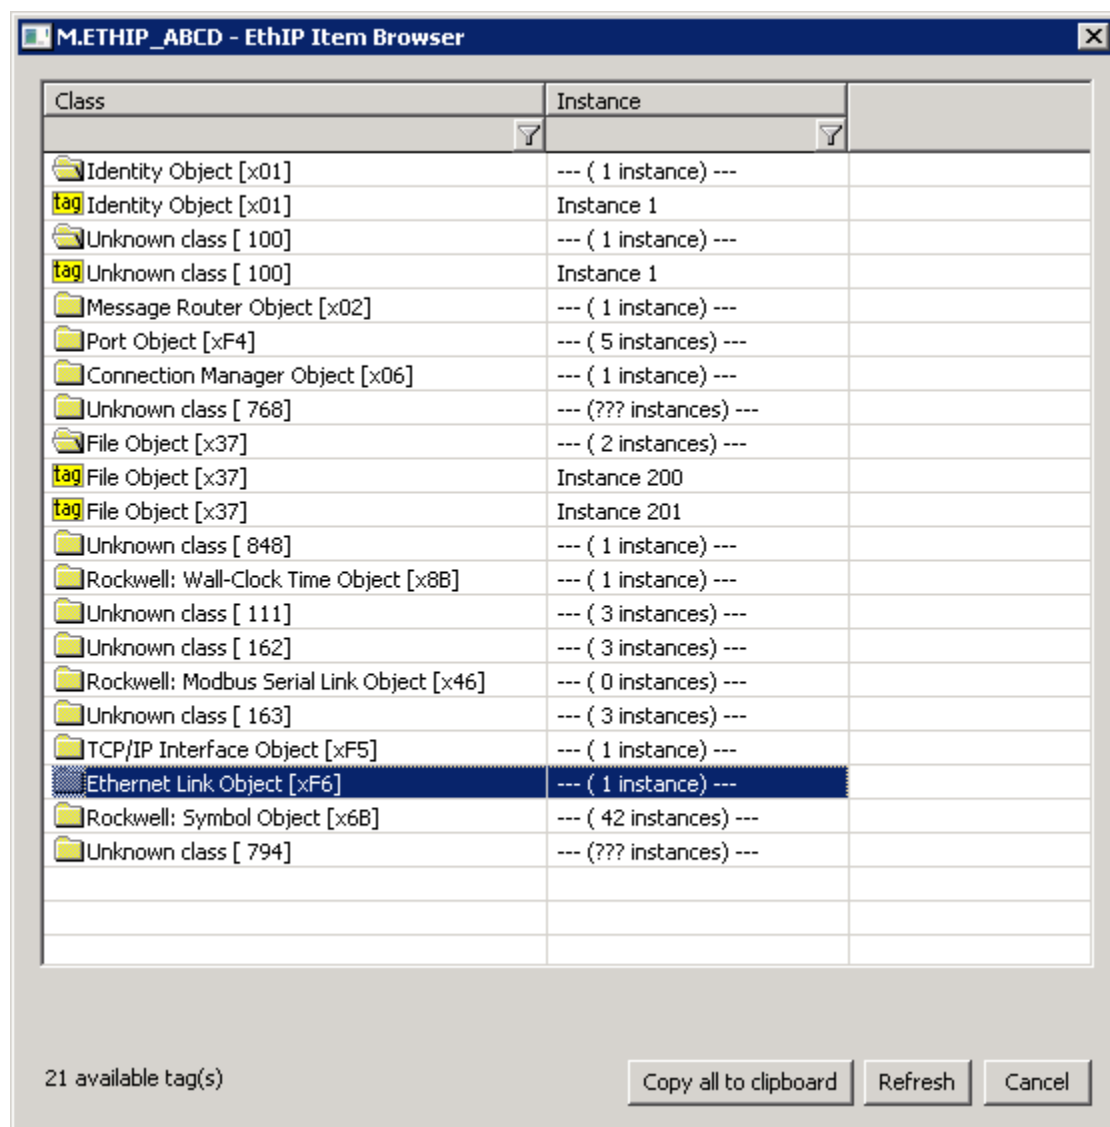 M.ETHIP_ABCD - EthIP Item Browser
Class Instance
Identity Object [x01] --- ( 1 instance) ---
tag Identity Object [x01] Instance 1
Unknown class [ 100] --- ( 1 instance) ---
tag Unknown class [ 100] Instance 1
Message Router Object [x02] --- ( 1 instance) ---
Port Object [xF4] --- ( 5 instances) ---
Connection Manager Object [x06] --- ( 1 instance) ---
Unknown class [ 768] --- (??? instances) ---
File Object [x37] --- ( 2 instances) ---
tag File Object [x37] Instance 200
tag File Object [x37] Instance 201
Unknown class [ 848] --- ( 1 instance) ---
Rockwell: Wall-Clock Time Object [x8B] --- ( 1 instance) ---
Unknown class [ 111] --- ( 3 instances) ---
Unknown class [ 162] --- ( 3 instances) ---
Rockwell: Modbus Serial Link Object [x46] --- ( 0 instances) ---
Unknown class [ 163] --- ( 3 instances) ---
TCP/IP Interface Object [xF5] --- ( 1 instance) ---
Ethernet Link Object [xF6] --- ( 1 instance) ---
Rockwell: Symbol Object [x6B] --- ( 42 instances) ---
Unknown class [ 794] --- (??? instances) ---
21 available tag(s) Copy all to clipboard Refresh Cancel